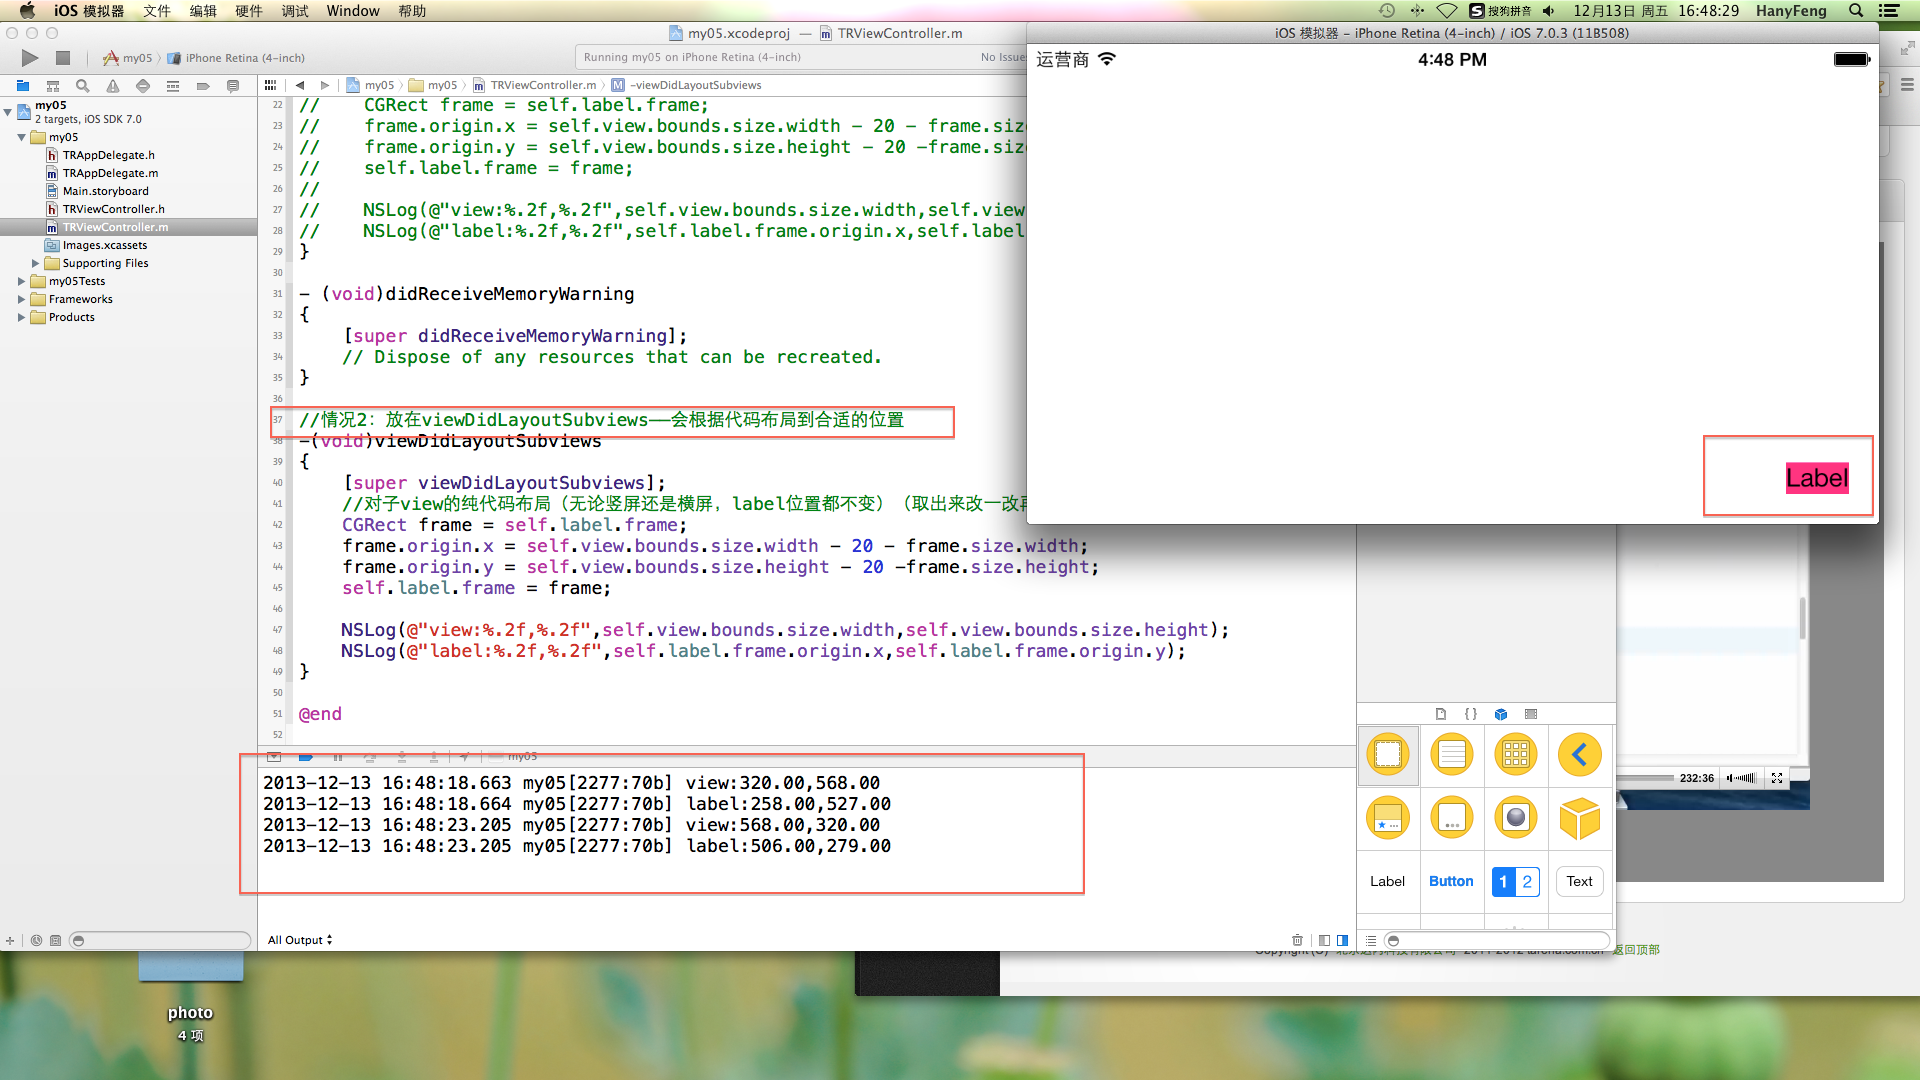 iOS 模拟器 文件 编辑 硬件 调试 Window 帮助
S 搜狗拼音 12月13日 周五 16:48:29 HanyFeng
my05.xcodeproj — TRViewController.m
my05 iPhone Retina (4-inch)
Running my05 on iPhone Retina (4-inch) No Issue
my05 my05 TRViewController.m M -viewDidLayoutSubviews
my05
2 targets, iOS SDK 7.0
my05
h TRAppDelegate.h
m TRAppDelegate.m
Main.storyboard
h TRViewController.h
m TRViewController.m
Images.xcassets
Supporting Files
my05Tests
Frameworks
Products
22 // CGRect frame = self.label.frame;
23 // frame.origin.x = self.view.bounds.size.width - 20 - frame.siz
24 // frame.origin.y = self.view.bounds.size.height - 20 -frame.siz
25 // self.label.frame = frame;
26 //
27 // NSLog(@"view:%.2f,%.2f",self.view.bounds.size.width,self.view
28 // NSLog(@"label:%.2f,%.2f",self.label.frame.origin.x,self.label
29 }
30
31 - (void)didReceiveMemoryWarning
32 {
33 [super didReceiveMemoryWarning];
34 // Dispose of any resources that can be recreated.
35 }
36
37 //情况2：放在viewDidLayoutSubviews——会根据代码布局到合适的位置
38 -(void)viewDidLayoutSubviews
39 {
40 [super viewDidLayoutSubviews];
41 //对子view的纯代码布局（无论竖屏还是横屏，label位置都不变）（取出来改一改再
42 CGRect frame = self.label.frame;
43 frame.origin.x = self.view.bounds.size.width - 20 - frame.size.width;
44 frame.origin.y = self.view.bounds.size.height - 20 -frame.size.height;
45 self.label.frame = frame;
46
47 NSLog(@"view:%.2f,%.2f",self.view.bounds.size.width,self.view.bounds.size.height);
48 NSLog(@"label:%.2f,%.2f",self.label.frame.origin.x,self.label.frame.origin.y);
49 }
50
51 @end
52
my05
2013-12-13 16:48:18.663 my05[2277:70b] view:320.00,568.00
2013-12-13 16:48:18.664 my05[2277:70b] label:258.00,527.00
2013-12-13 16:48:23.205 my05[2277:70b] view:568.00,320.00
2013-12-13 16:48:23.205 my05[2277:70b] label:506.00,279.00
All Output
iOS 模拟器 – iPhone Retina (4-inch) / iOS 7.0.3 (11B508)
运营商 4:48 PM
Label
{ }
Label Button 1 2 Text
232:36
Copyright (C) 北京达内科技有限公司 2011-2012 tarena.com.cn 返回顶部
photo
4 项